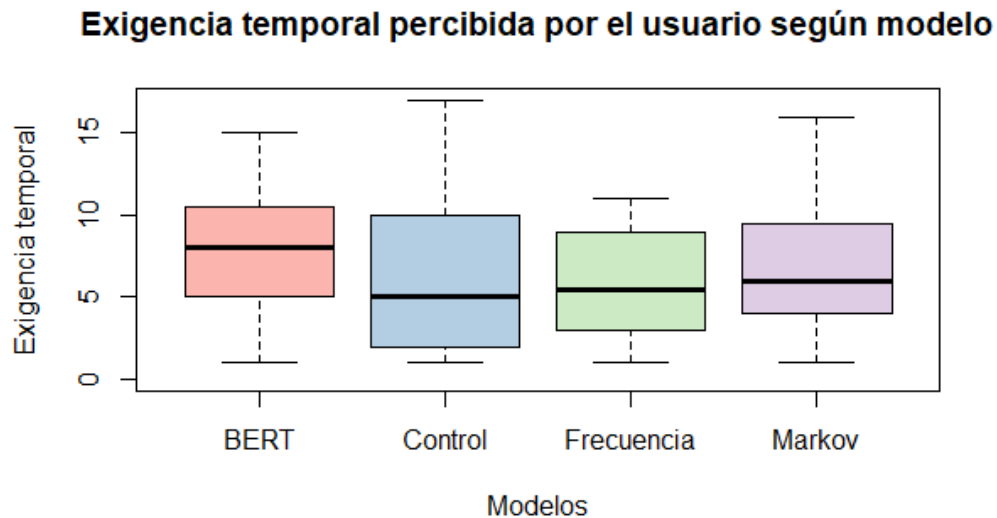 Exigencia temporal percibida por el usuario según modelo
Exigencia temporal
15
10
5
0
BERT Control Frecuencia Markov
Modelos